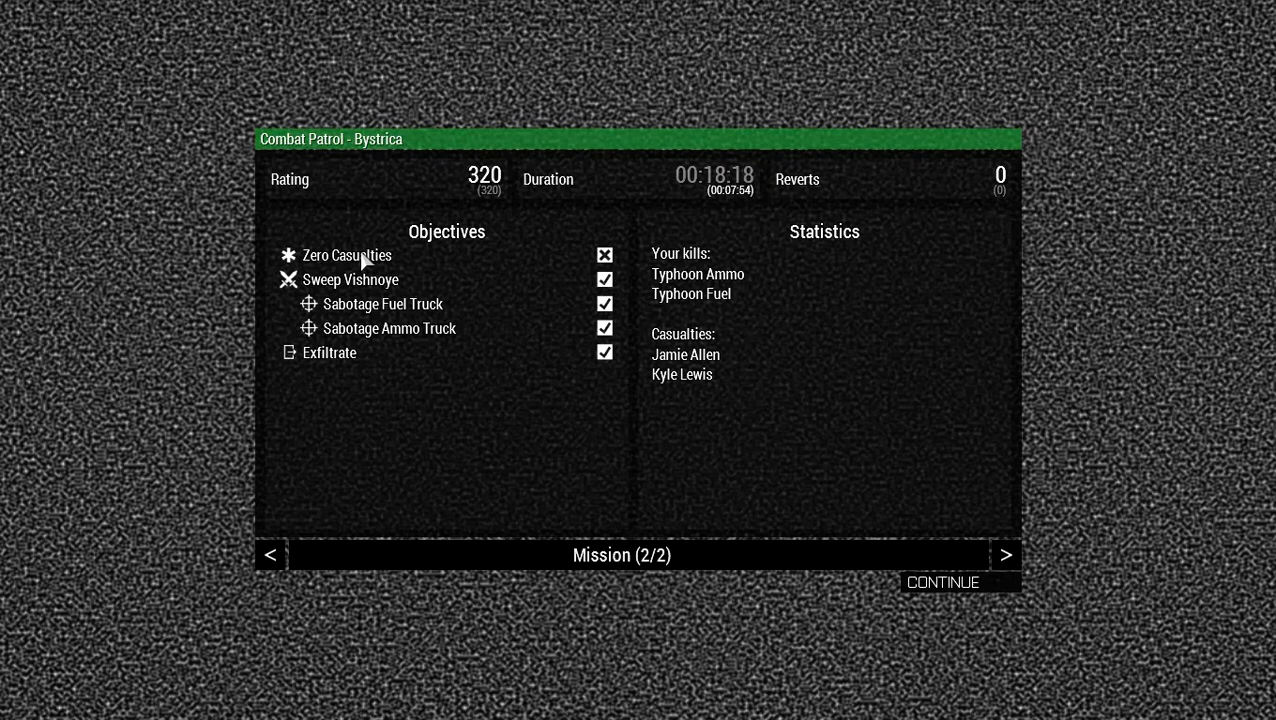 Combat Patrol - Bystrica
Rating 320 (320) Duration 00:18:18 (00:07:54) Reverts 0 (0)
Objectives
Zero Casualties
Sweep Vishnoye
Sabotage Fuel Truck
Sabotage Ammo Truck
Exfiltrate
Statistics
Your kills:
Typhoon Ammo
Typhoon Fuel
Casualties:
Jamie Allen
Kyle Lewis
< Mission (2/2) >
CONTINUE